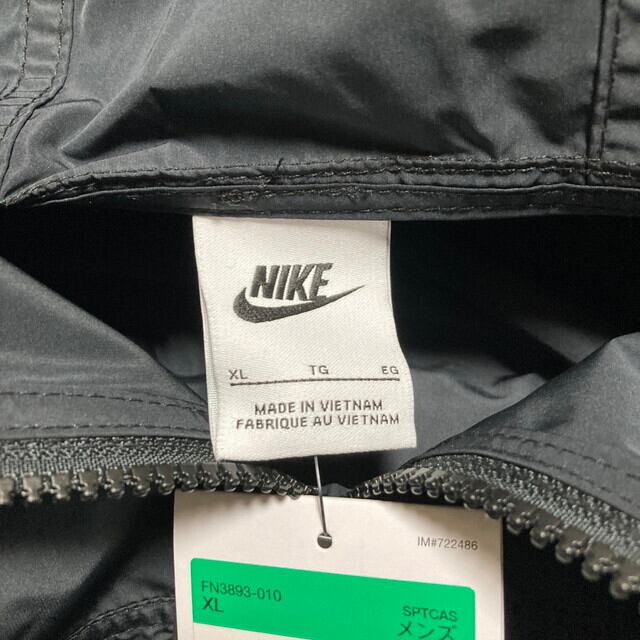 NIKE
XL TG EG
MADE IN VIETNAM
FABRIQUE AU VIETNAM
IM#722486
FN3893-010
XL SPTCAS
メンズ